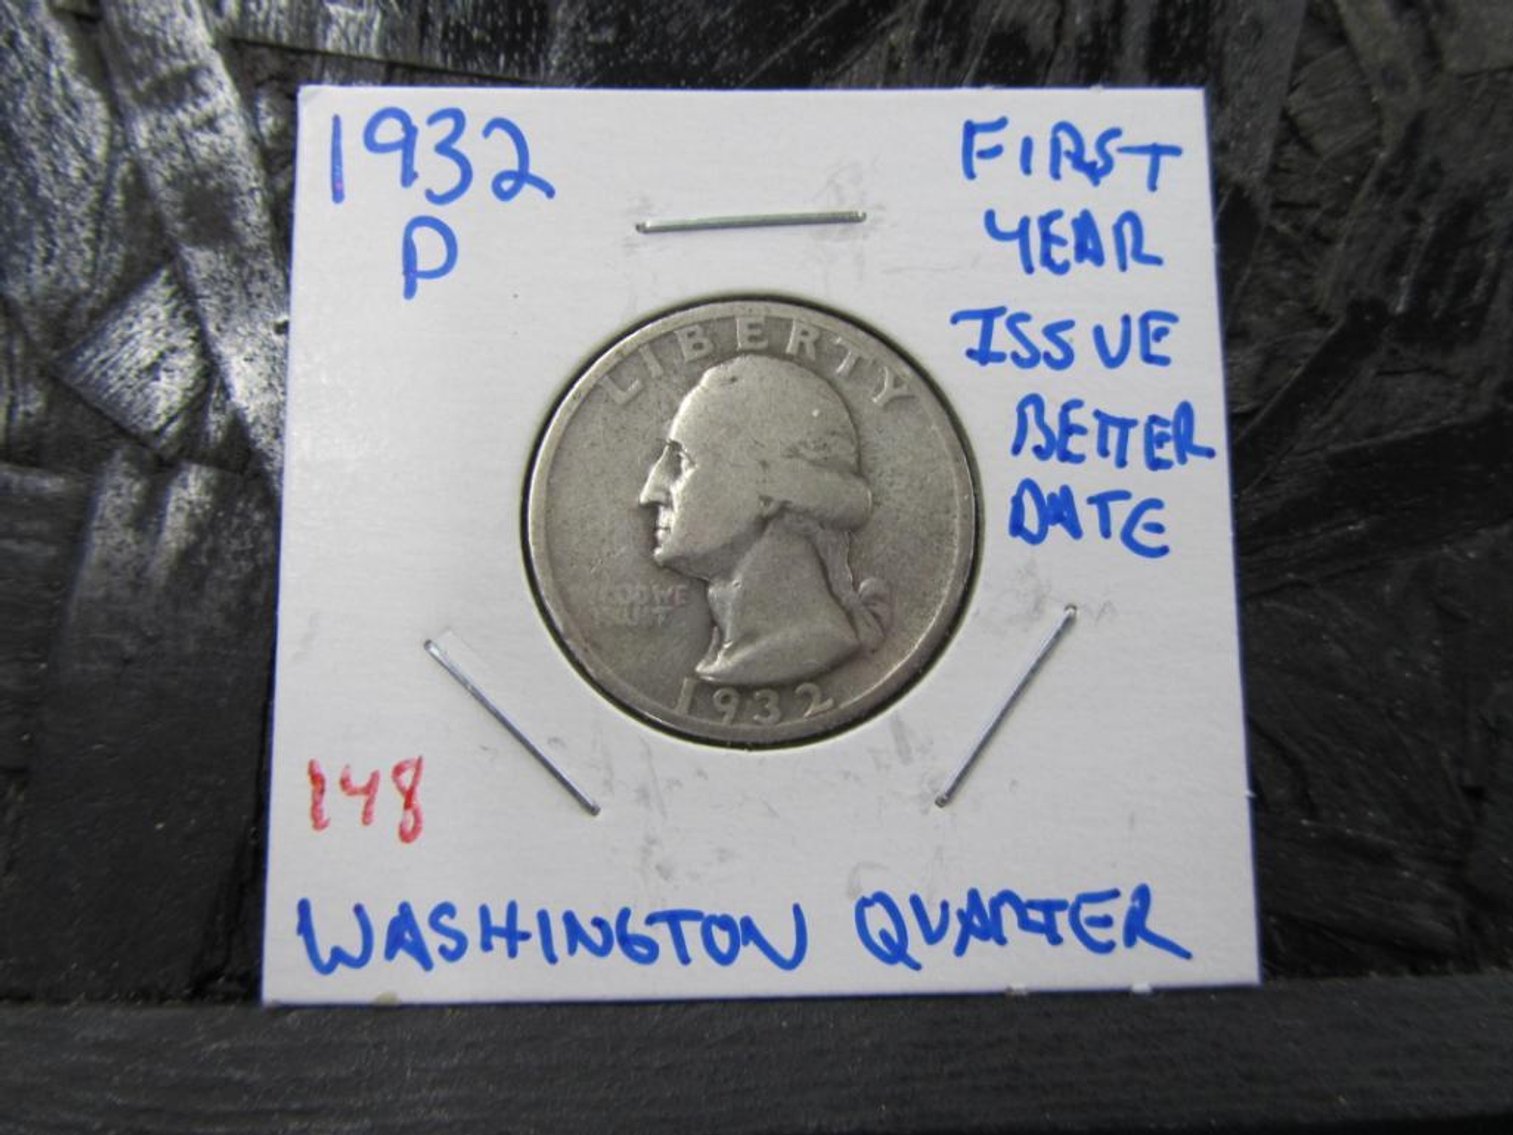 1932
P
FIRST
YEAR
ISSUE
BETTER
DATE
LIBERTY
1932
148
WASHINGTON QUARTER